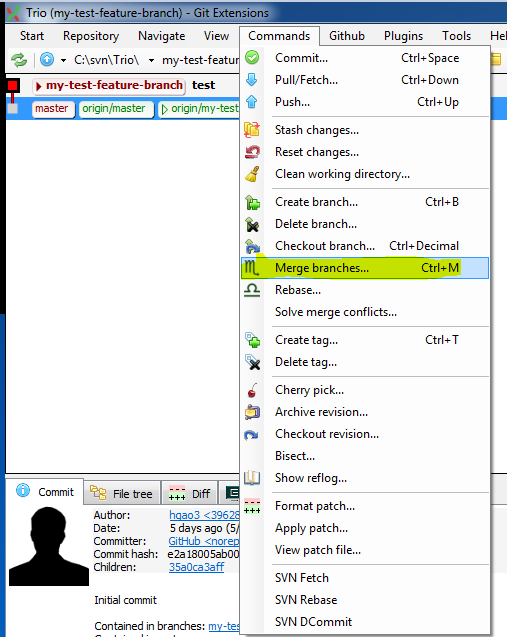 Trio (my-test-feature-branch) - Git Extensions
Start Repository Navigate View Commands Github Plugins Tools
C:\svn\Trio\ my-test-featur
my-test-feature-branch test
master origin/master origin/my-test
Commit... Ctrl+Space
Pull/Fetch... Ctrl+Down
Push... Ctrl+Up
Stash changes...
Reset changes...
Clean working directory...
Create branch... Ctrl+B
Delete branch...
Checkout branch... Ctrl+Decimal
Merge branches... Ctrl+M
Rebase...
Solve merge conflicts...
Create tag... Ctrl+T
Delete tag...
Cherry pick...
Archive revision...
Checkout revision...
Bisect...
Show reflog...
Format patch...
Apply patch...
View patch file...
SVN Fetch
SVN Rebase
SVN DCommit
Commit File tree Diff
Author: hgao3 <39628
Date: 5 days ago (5/
Committer: GitHub <norep
Commit hash: e2a18005ab00
Children: 35a0ca3aff
Initial commit
Contained in branches: my-tes